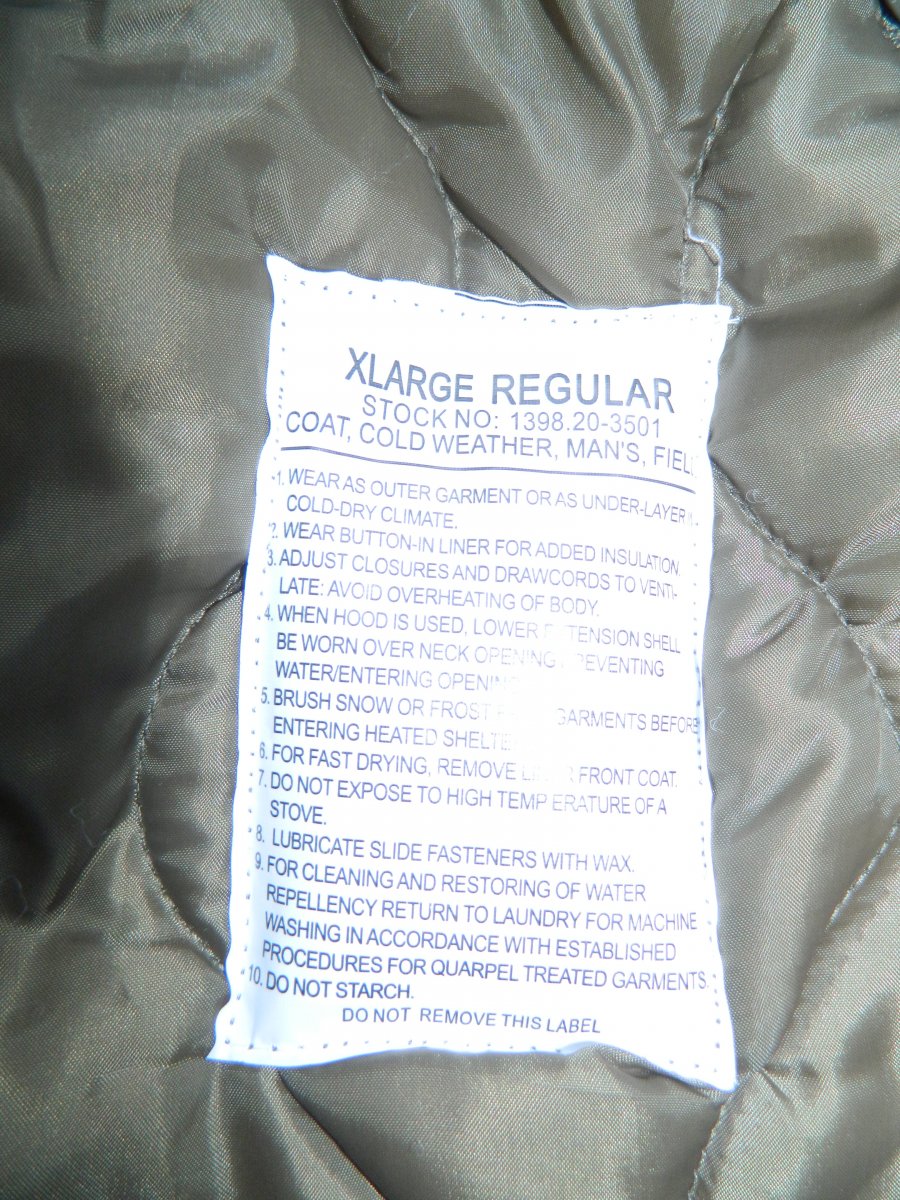 XLARGE REGULAR
STOCK NO: 1398.20-3501
COAT, COLD WEATHER, MAN'S,
1. WEAR AS OUTER GARMENT OR AS UNDER-LAYER
COLD-DRY CLIMATE.
2. WEAR BUTTON-IN LINER FOR ADDED INSULATION
3. ADJUST CLOSURES AND DRAWCORDS TO VENTI-
LATE: AVOID OVERHEATING OF BODY.
4. WHEN HOOD IS USED, LOWER SHELL
BE WORN OVER NECK
WATER/ENTERING
5. BRUSH SNOW OR FROST GARMENTS BEFORE
ENTERING HEATED
6. FOR FAST DRYING, REMOVE FRONT COAT.
7. DO NOT EXPOSE TO HIGH TEMP ERATURE OF A
STOVE.
8. LUBRICATE SLIDE FASTENERS WITH WAX.
9. FOR CLEANING AND RESTORING OF WATER
REPELLENCY RETURN TO LAUNDRY FOR MACHINE
WASHING IN ACCORDANCE WITH ESTABLISHED
PROCEDURES FOR QUARPEL TREATED GARMENTS.
10. DO NOT STARCH.
DO NOT REMOVE THIS LABEL